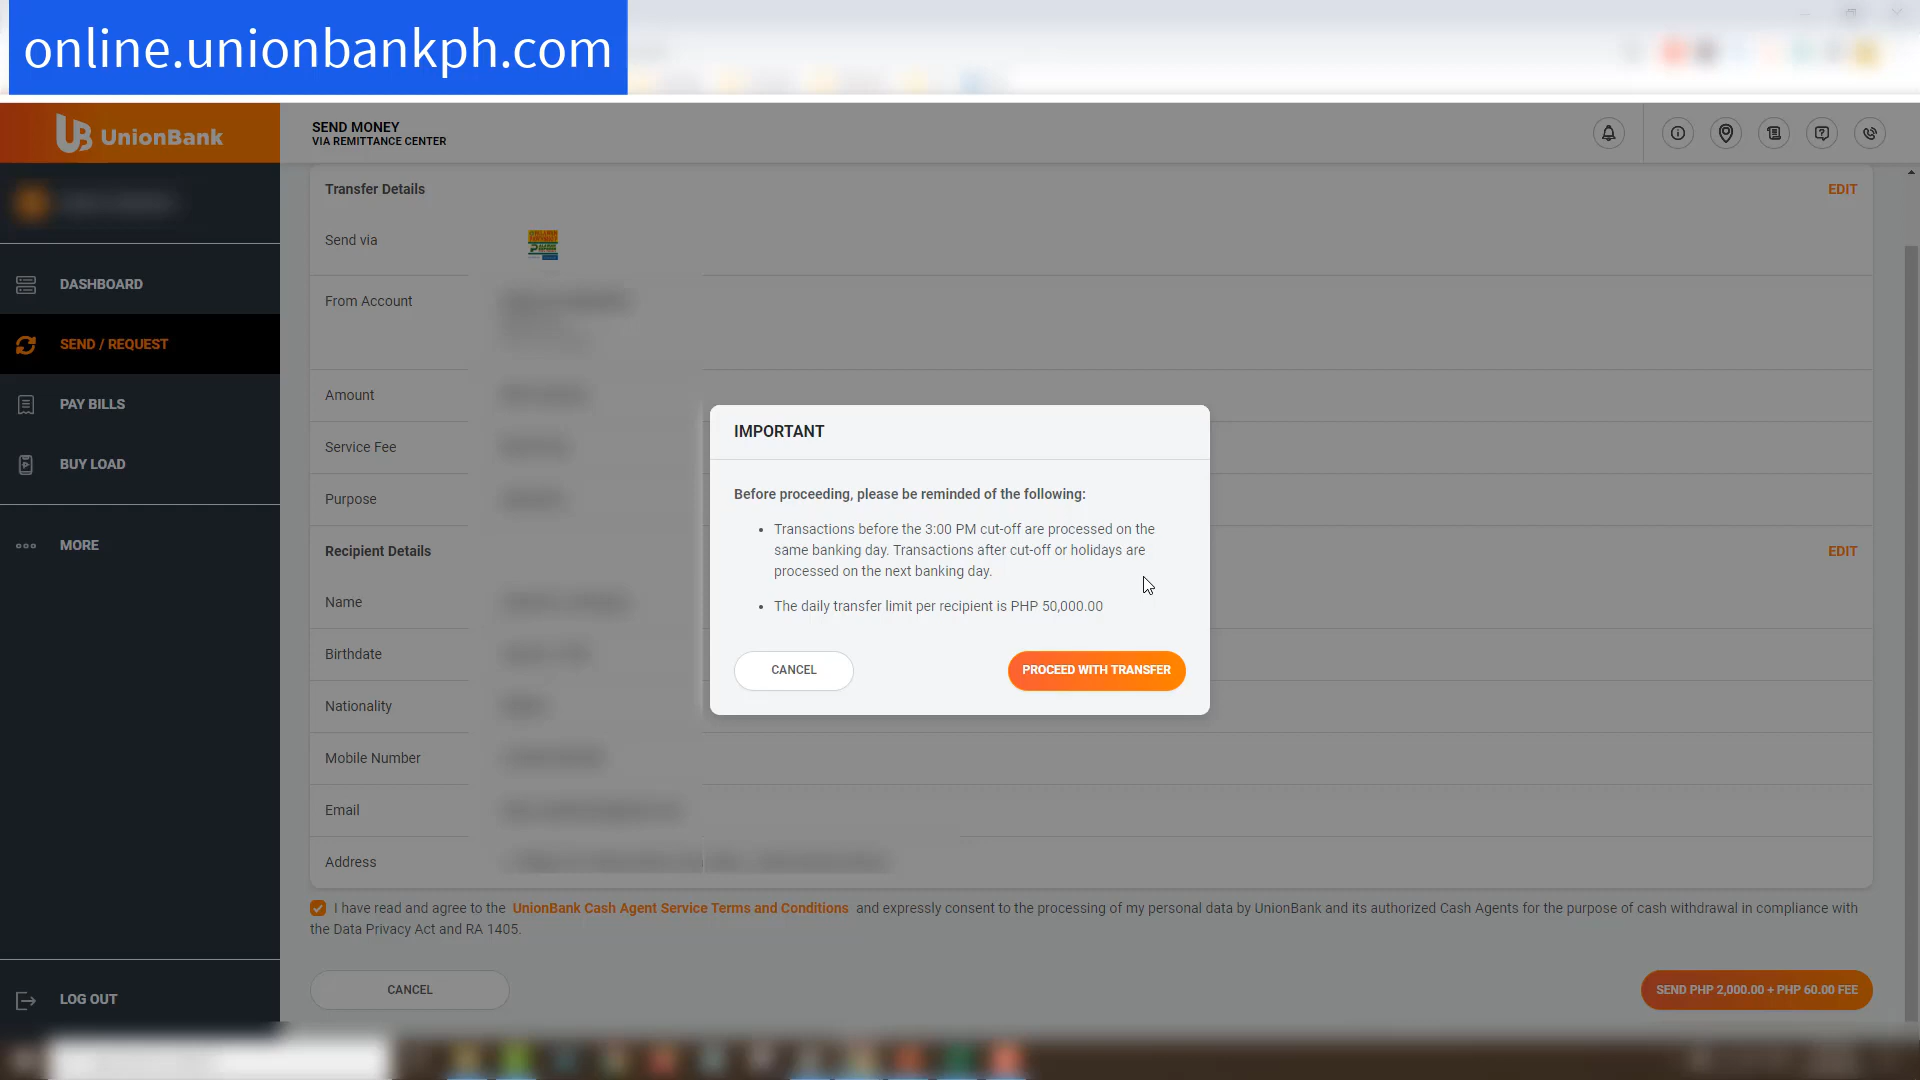 online.unionbankph.com
UnionBank
SEND MONEY
VIA REMITTANCE CENTER
DASHBOARD
SEND / REQUEST
PAY BILLS
BUY LOAD
MORE
LOG OUT
Transfer Details
EDIT
Send via
From Account
Amount
Service Fee
Purpose
Recipient Details
EDIT
Name
Birthdate
Nationality
Mobile Number
Email
Address
IMPORTANT
Before proceeding, please be reminded of the following:
• Transactions before the 3:00 PM cut-off are processed on the
same banking day. Transactions after cut-off or holidays are
processed on the next banking day.
• The daily transfer limit per recipient is PHP 50,000.00
CANCEL
PROCEED WITH TRANSFER
I have read and agree to the UnionBank Cash Agent Service Terms and Conditions and expressly consent to the processing of my personal data by UnionBank and its authorized Cash Agents for the purpose of cash withdrawal in compliance with
the Data Privacy Act and RA 1405.
CANCEL
SEND PHP 2,000.00 + PHP 60.00 FEE